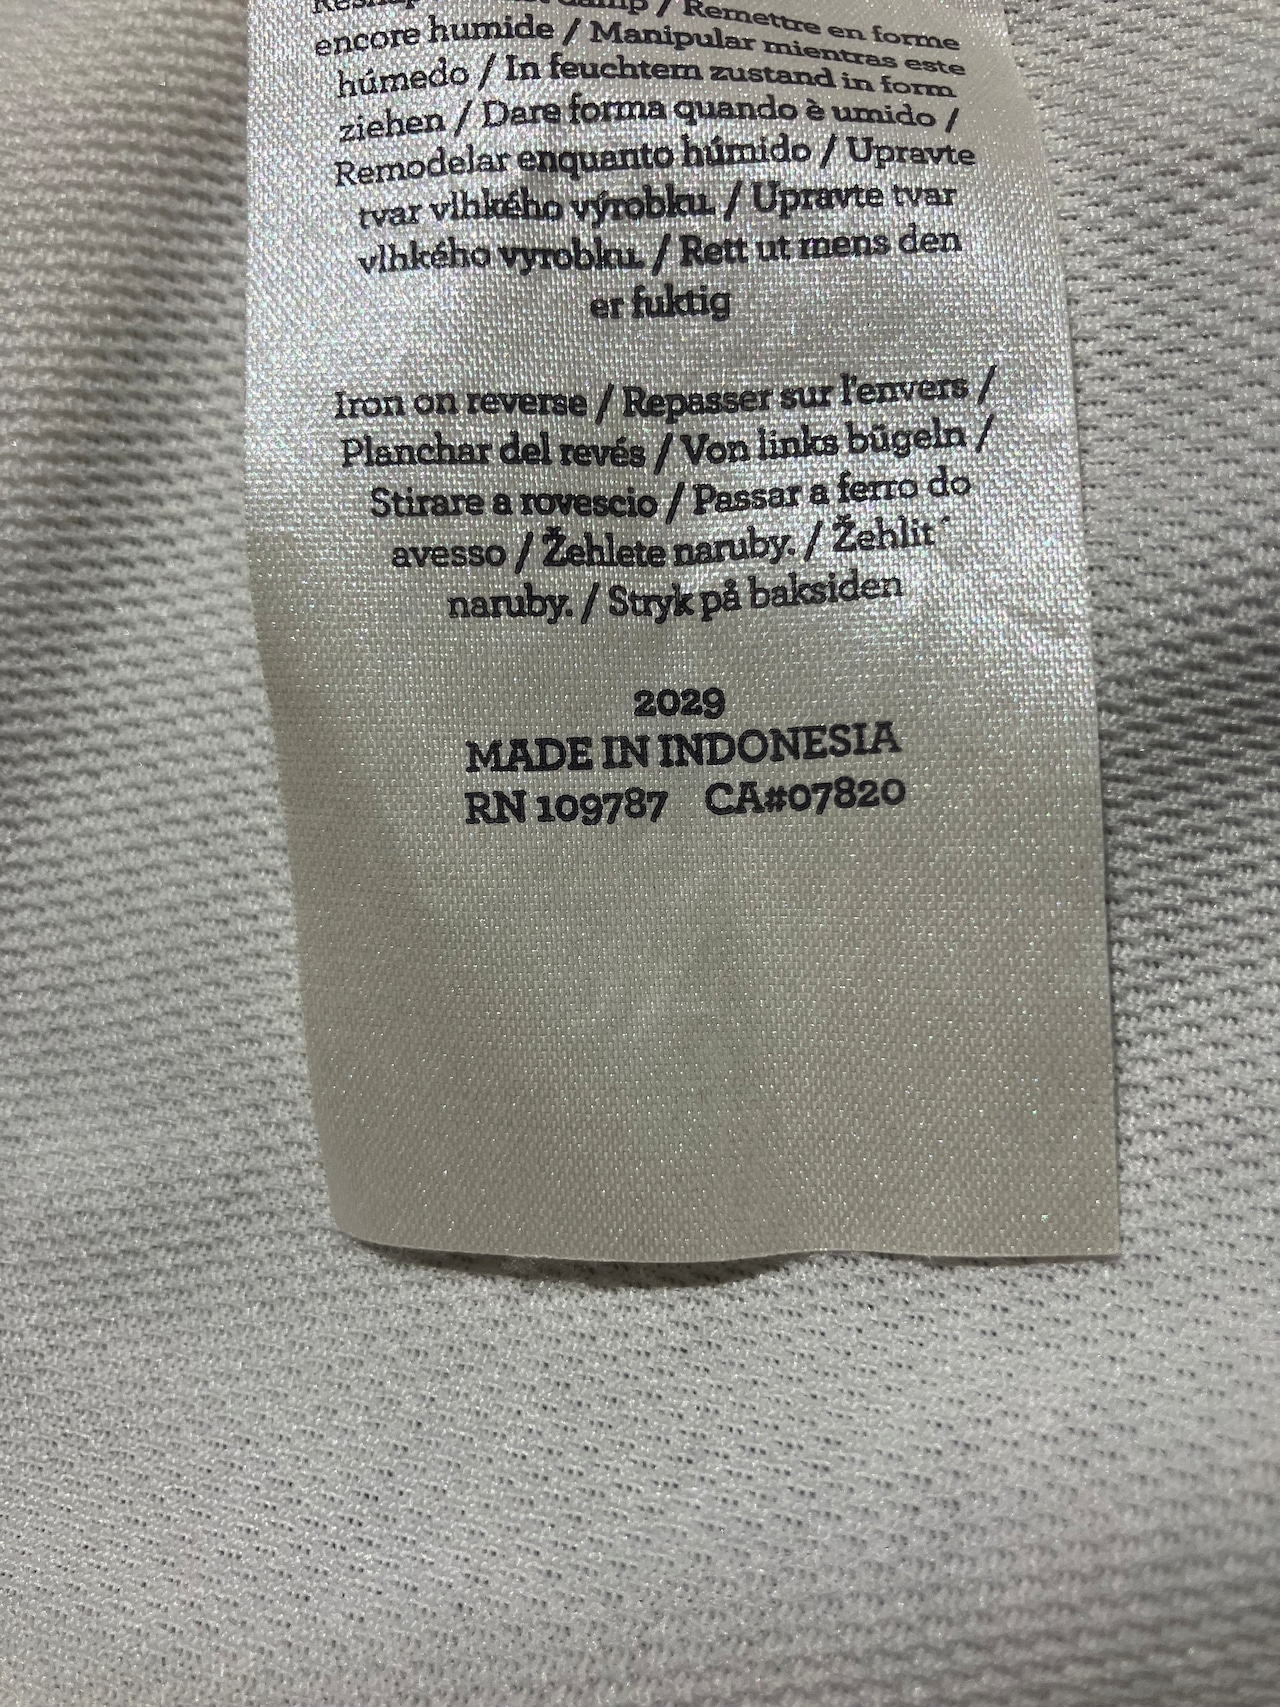 Remettre en forme
encore humide / Manipular mientras este
húmedo / In feuchtem zustand in form
ziehen / Dare forma quando è umido /
Remodelar enquanto húmido / Upravte
tvar vlhkého výrobku. / Upravte tvar
vlhkého vyrobku. / Rett ut mens den
er fuktig
Iron on reverse / Repasser sur l'envers /
Planchar del revés / Von links bügeln /
Stirare a rovescio / Passar a ferro do
avesso / Žehlete naruby. / Žehlit´
naruby. / Stryk på baksiden
2029
MADE IN INDONESIA
RN 109787 CA#07820